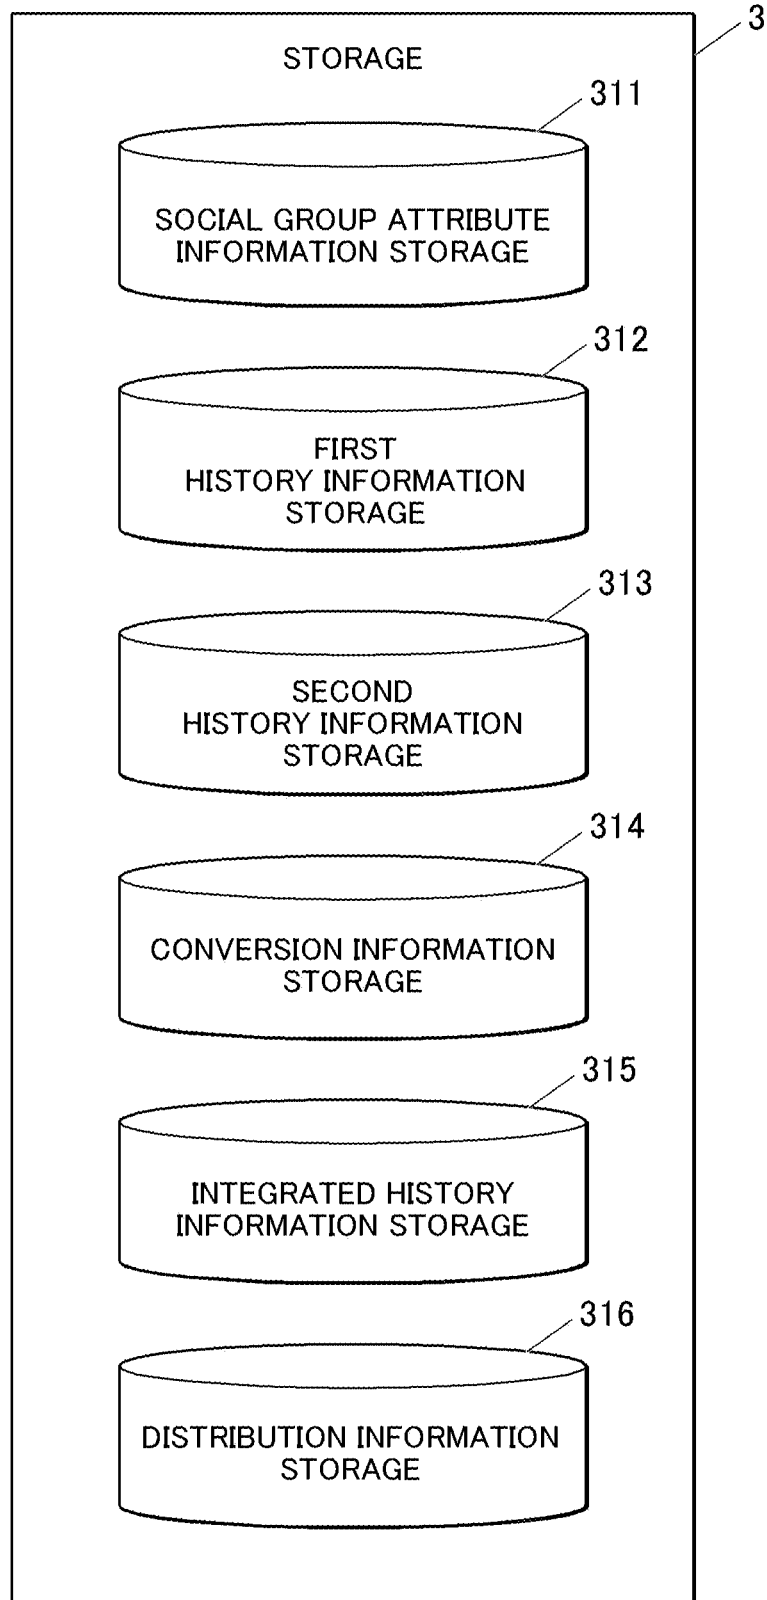 3
STORAGE
311
SOCIAL GROUP ATTRIBUTE
INFORMATION STORAGE
312
FIRST
HISTORY INFORMATION
STORAGE
313
SECOND
HISTORY INFORMATION
STORAGE
314
CONVERSION INFORMATION
STORAGE
315
INTEGRATED HISTORY
INFORMATION STORAGE
316
DISTRIBUTION INFORMATION
STORAGE